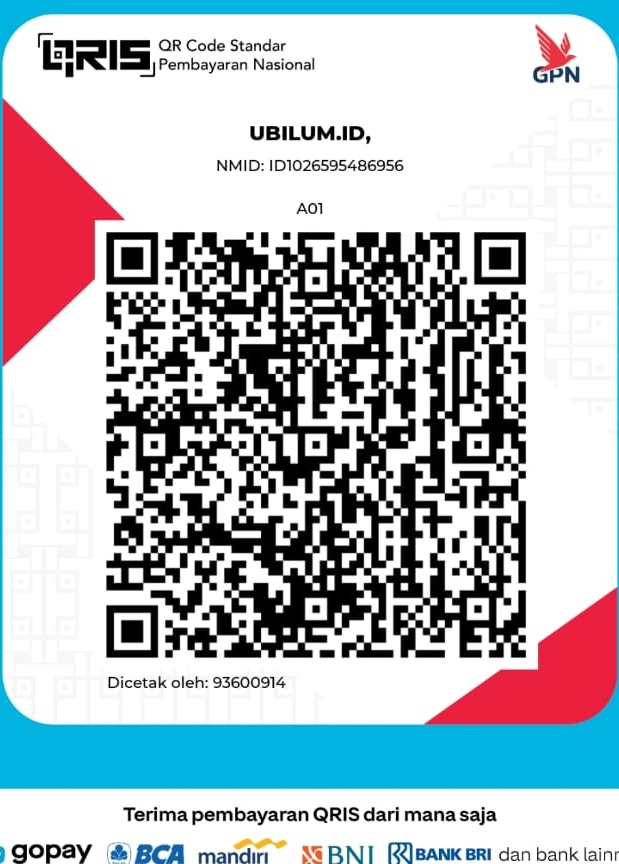 QRIS QR Code Standar
Pembayaran Nasional
GPN
UBILUM.ID,
NMID: ID1026595486956
A01
Dicetak oleh: 93600914
Terima pembayaran QRIS dari mana saja
gopay BCA mandiri BNI BANK BRI dan bank lainn